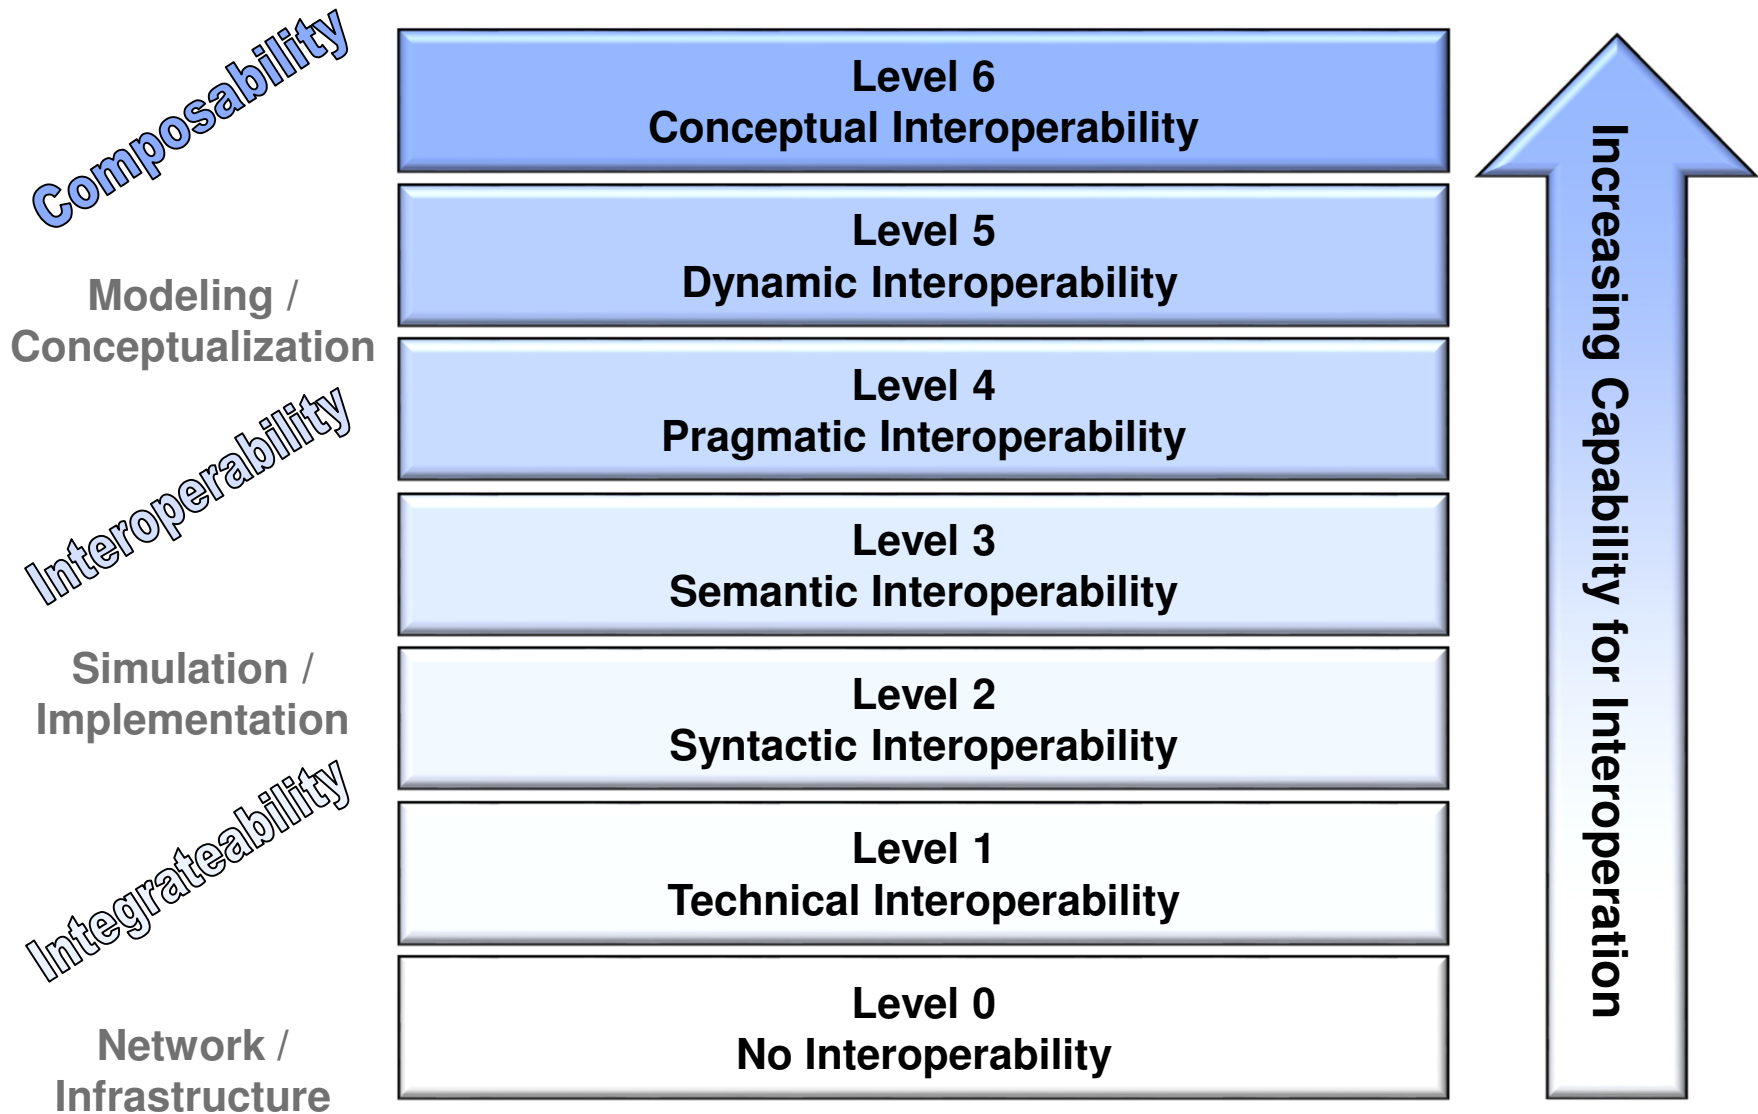 Composability
Modeling /
Conceptualization
Interoperability
Simulation /
Implementation
Integrateability
Network /
Infrastructure
Level 6
Conceptual Interoperability
Level 5
Dynamic Interoperability
Level 4
Pragmatic Interoperability
Level 3
Semantic Interoperability
Level 2
Syntactic Interoperability
Level 1
Technical Interoperability
Level 0
No Interoperability
Increasing Capability for Interoperation